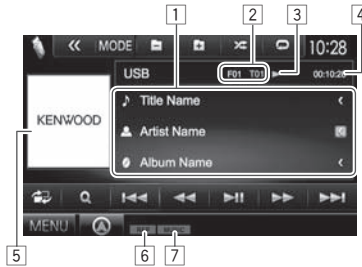 1 2 3 4
MODE 10:28
USB F01 T01 00:10:28
Title Name
KENWOOD
Artist Name
Album Name
MENU
5 6 7